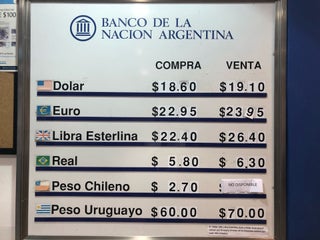 BANCO DE LA
NACION ARGENTINA
COMPRA VENTA
Dolar $18.60 $19.10
Euro $22.95 $23.95
Libra Esterlina $22.40 $26.40
Real $ 5.80 $ 6.30
Peso Chileno $ 2.70 $ NO DISPONIBLE
Peso Uruguayo $60.00 $70.00